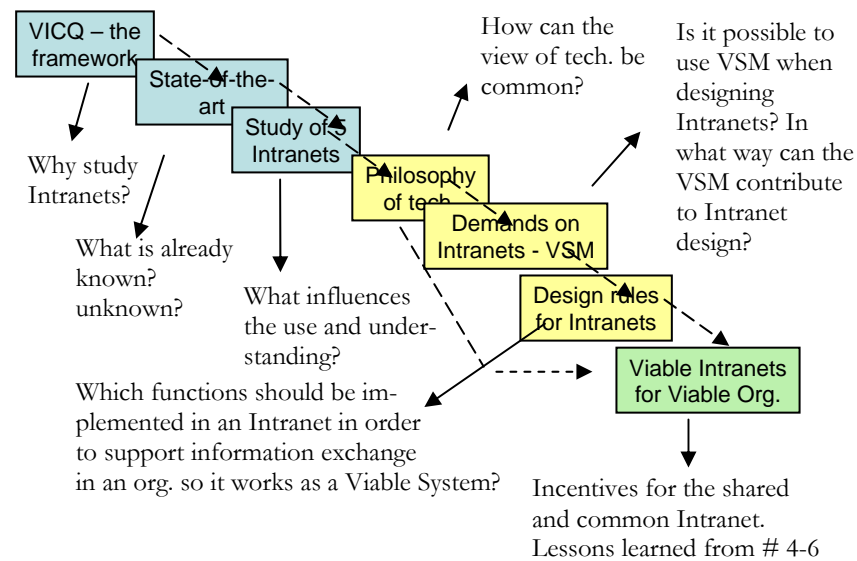 VICQ – the
framework
State-of-the-
art
Study of 5
Intranets
Philosophy
of tech.
Demands on
Intranets - VSM
Design rules
for Intranets
Viable Intranets
for Viable Org.
How can the
view of tech. be
common?
Is it possible to
use VSM when
designing
Intranets? In
what way can the
VSM contribute
to Intranet
design?
Why study
Intranets?
What is already
known?
unknown?
What influences
the use and under-
standing?
Which functions should be im-
plemented in an Intranet in order
to support information exchange
in an org. so it works as a Viable System?
Incentives for the shared
and common Intranet.
Lessons learned from # 4-6